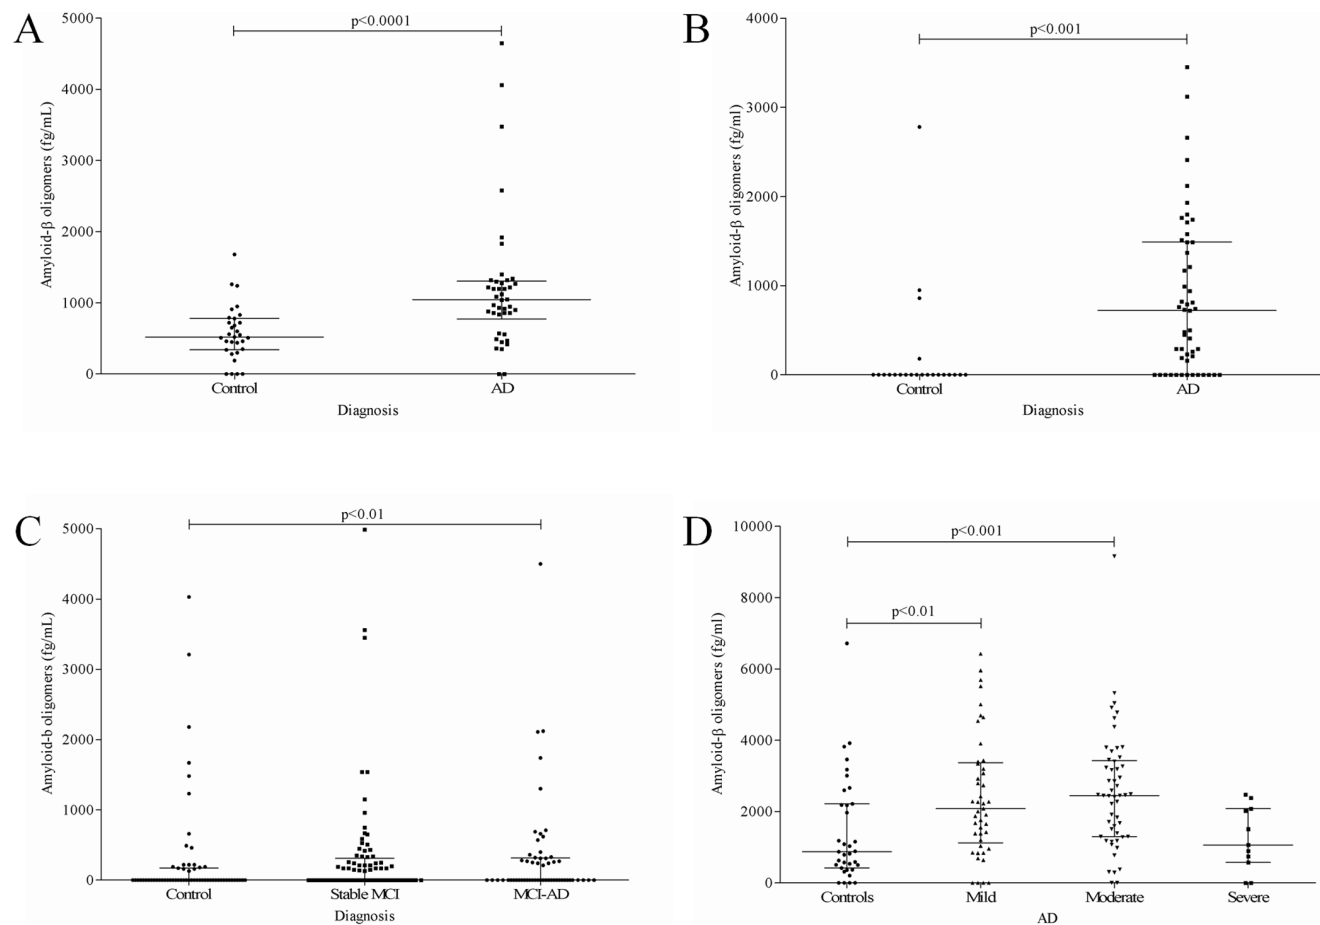 A
5000
4000
3000
2000
1000
0
Amyloid-β oligomers (fg/mL)
p<0.0001
Control
AD
Diagnosis
B
4000
3000
2000
1000
0
Amyloid-β oligomers (fg/ml)
p<0.001
Control
AD
Diagnosis
C
5000
4000
3000
2000
1000
0
Amyloid-b oligomers (fg/mL)
p<0.01
Control
Stable MCI
MCI-AD
Diagnosis
D
10000
8000
6000
4000
2000
0
Amyloid-β oligomers (fg/ml)
p<0.001
p<0.01
Controls
Mild
Moderate
Severe
AD